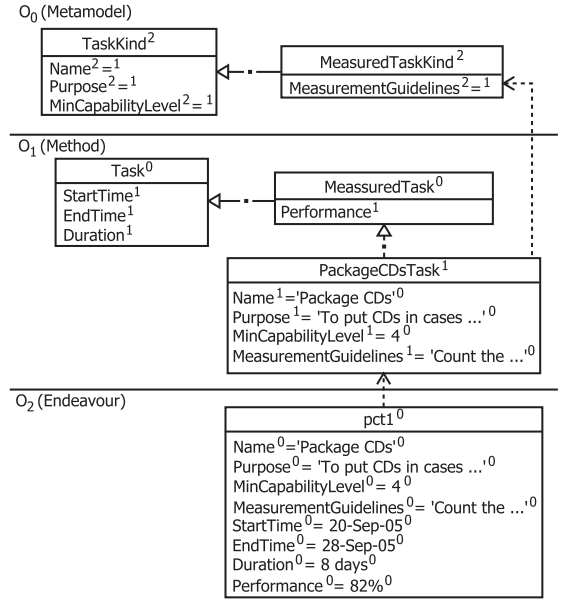 O₀ (Metamodel)
TaskKind²
Name²=¹
Purpose²=¹
MinCapabilityLevel²= ¹
MeasuredTaskKind²
MeasurementGuidelines²= ¹
O₁ (Method)
Task⁰
StartTime¹
EndTime¹
Duration¹
MeassuredTask⁰
Performance¹
PackageCDsTask¹
Name¹='Package CDs'⁰
Purpose¹= 'To put CDs in cases ...'⁰
MinCapabilityLevel¹= 4⁰
MeasurementGuidelines¹= 'Count the ...'⁰
O₂ (Endeavour)
pct1⁰
Name⁰='Package CDs'⁰
Purpose⁰= 'To put CDs in cases ...'⁰
MinCapabilityLevel⁰= 4⁰
MeasurementGuidelines⁰= 'Count the ...'⁰
StartTime⁰= 20-Sep-05⁰
EndTime⁰= 28-Sep-05⁰
Duration⁰= 8 days⁰
Performance⁰= 82%⁰